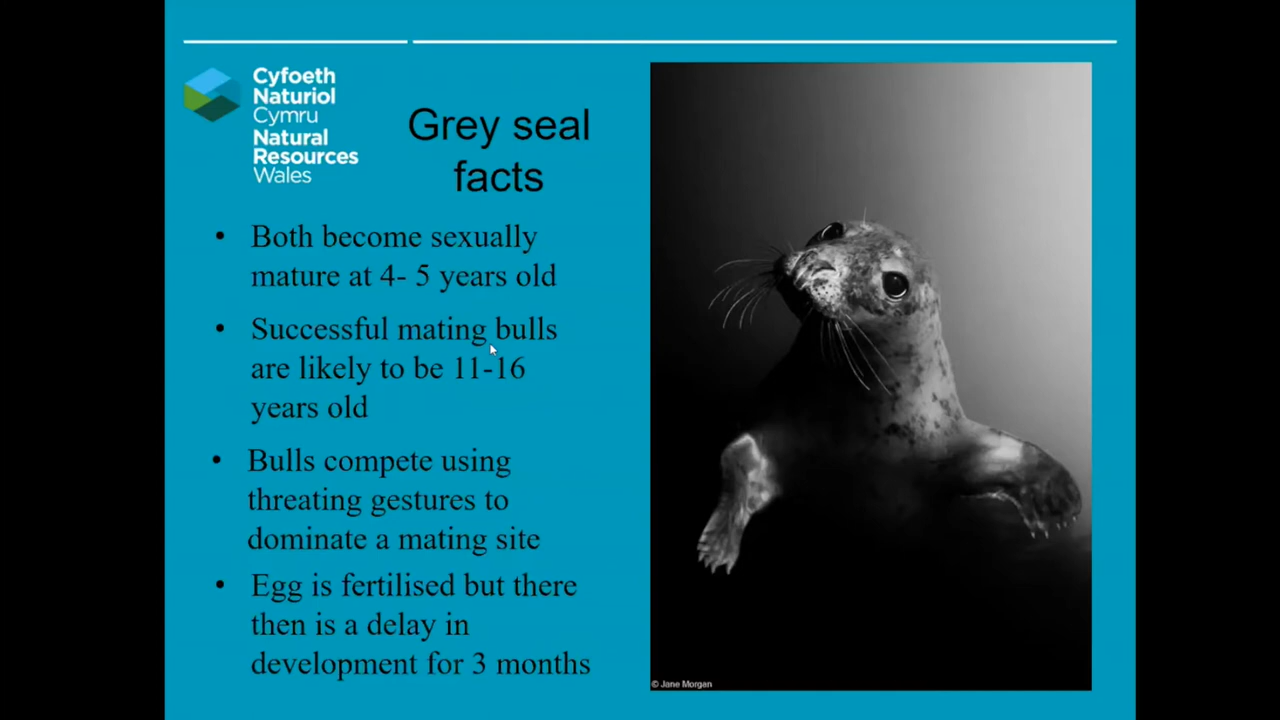 Cyfoeth
Naturiol
Cymru
Natural
Resources
Wales
Grey seal
facts
• Both become sexually
mature at 4- 5 years old
• Successful mating bulls
are likely to be 11-16
years old
• Bulls compete using
threating gestures to
dominate a mating site
• Egg is fertilised but there
then is a delay in
development for 3 months
© Jane Morgan